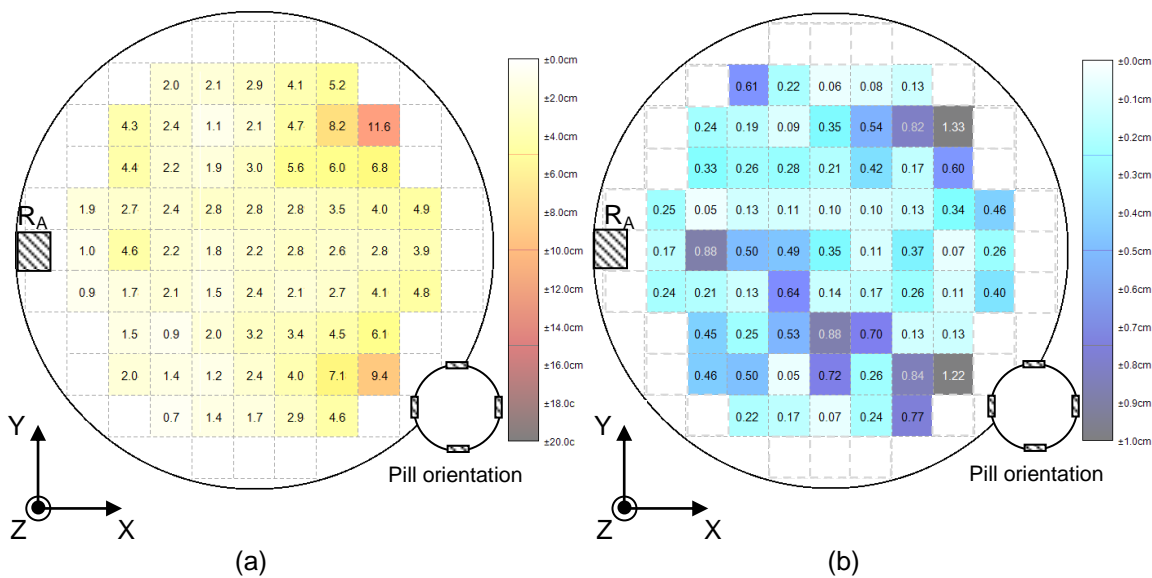 ±0.0cm
±2.0cm
±4.0cm
±6.0cm
±8.0cm
±10.0cm
±12.0cm
±14.0cm
±16.0cm
±18.0c
±20.0c
2.0 2.1 2.9 4.1 5.2
4.3 2.4 1.1 2.1 4.7 8.2 11.6
4.4 2.2 1.9 3.0 5.6 6.0 6.8
1.9 2.7 2.4 2.8 2.8 2.8 3.5 4.0 4.9
RA
1.0 4.6 2.2 1.8 2.2 2.8 2.6 2.8 3.9
0.9 1.7 2.1 1.5 2.4 2.1 2.7 4.1 4.8
1.5 0.9 2.0 3.2 3.4 4.5 6.1
2.0 1.4 1.2 2.4 4.0 7.1 9.4
0.7 1.4 1.7 2.9 4.6
Y
Z
X
Pill orientation
(a)
±0.0cm
±0.1cm
±0.2cm
±0.3cm
±0.4cm
±0.5cm
±0.6cm
±0.7cm
±0.8cm
±0.9cm
±1.0cm
0.61 0.22 0.06 0.08 0.13
0.24 0.19 0.09 0.35 0.54 0.82 1.33
0.33 0.26 0.28 0.21 0.42 0.17 0.60
0.25 0.05 0.13 0.11 0.10 0.10 0.13 0.34 0.46
RA
0.17 0.88 0.50 0.49 0.35 0.11 0.37 0.07 0.26
0.24 0.21 0.13 0.64 0.14 0.17 0.26 0.11 0.40
0.45 0.25 0.53 0.88 0.70 0.13 0.13
0.46 0.50 0.05 0.72 0.26 0.84 1.22
0.22 0.17 0.07 0.24 0.77
Y
Z
X
Pill orientation
(b)